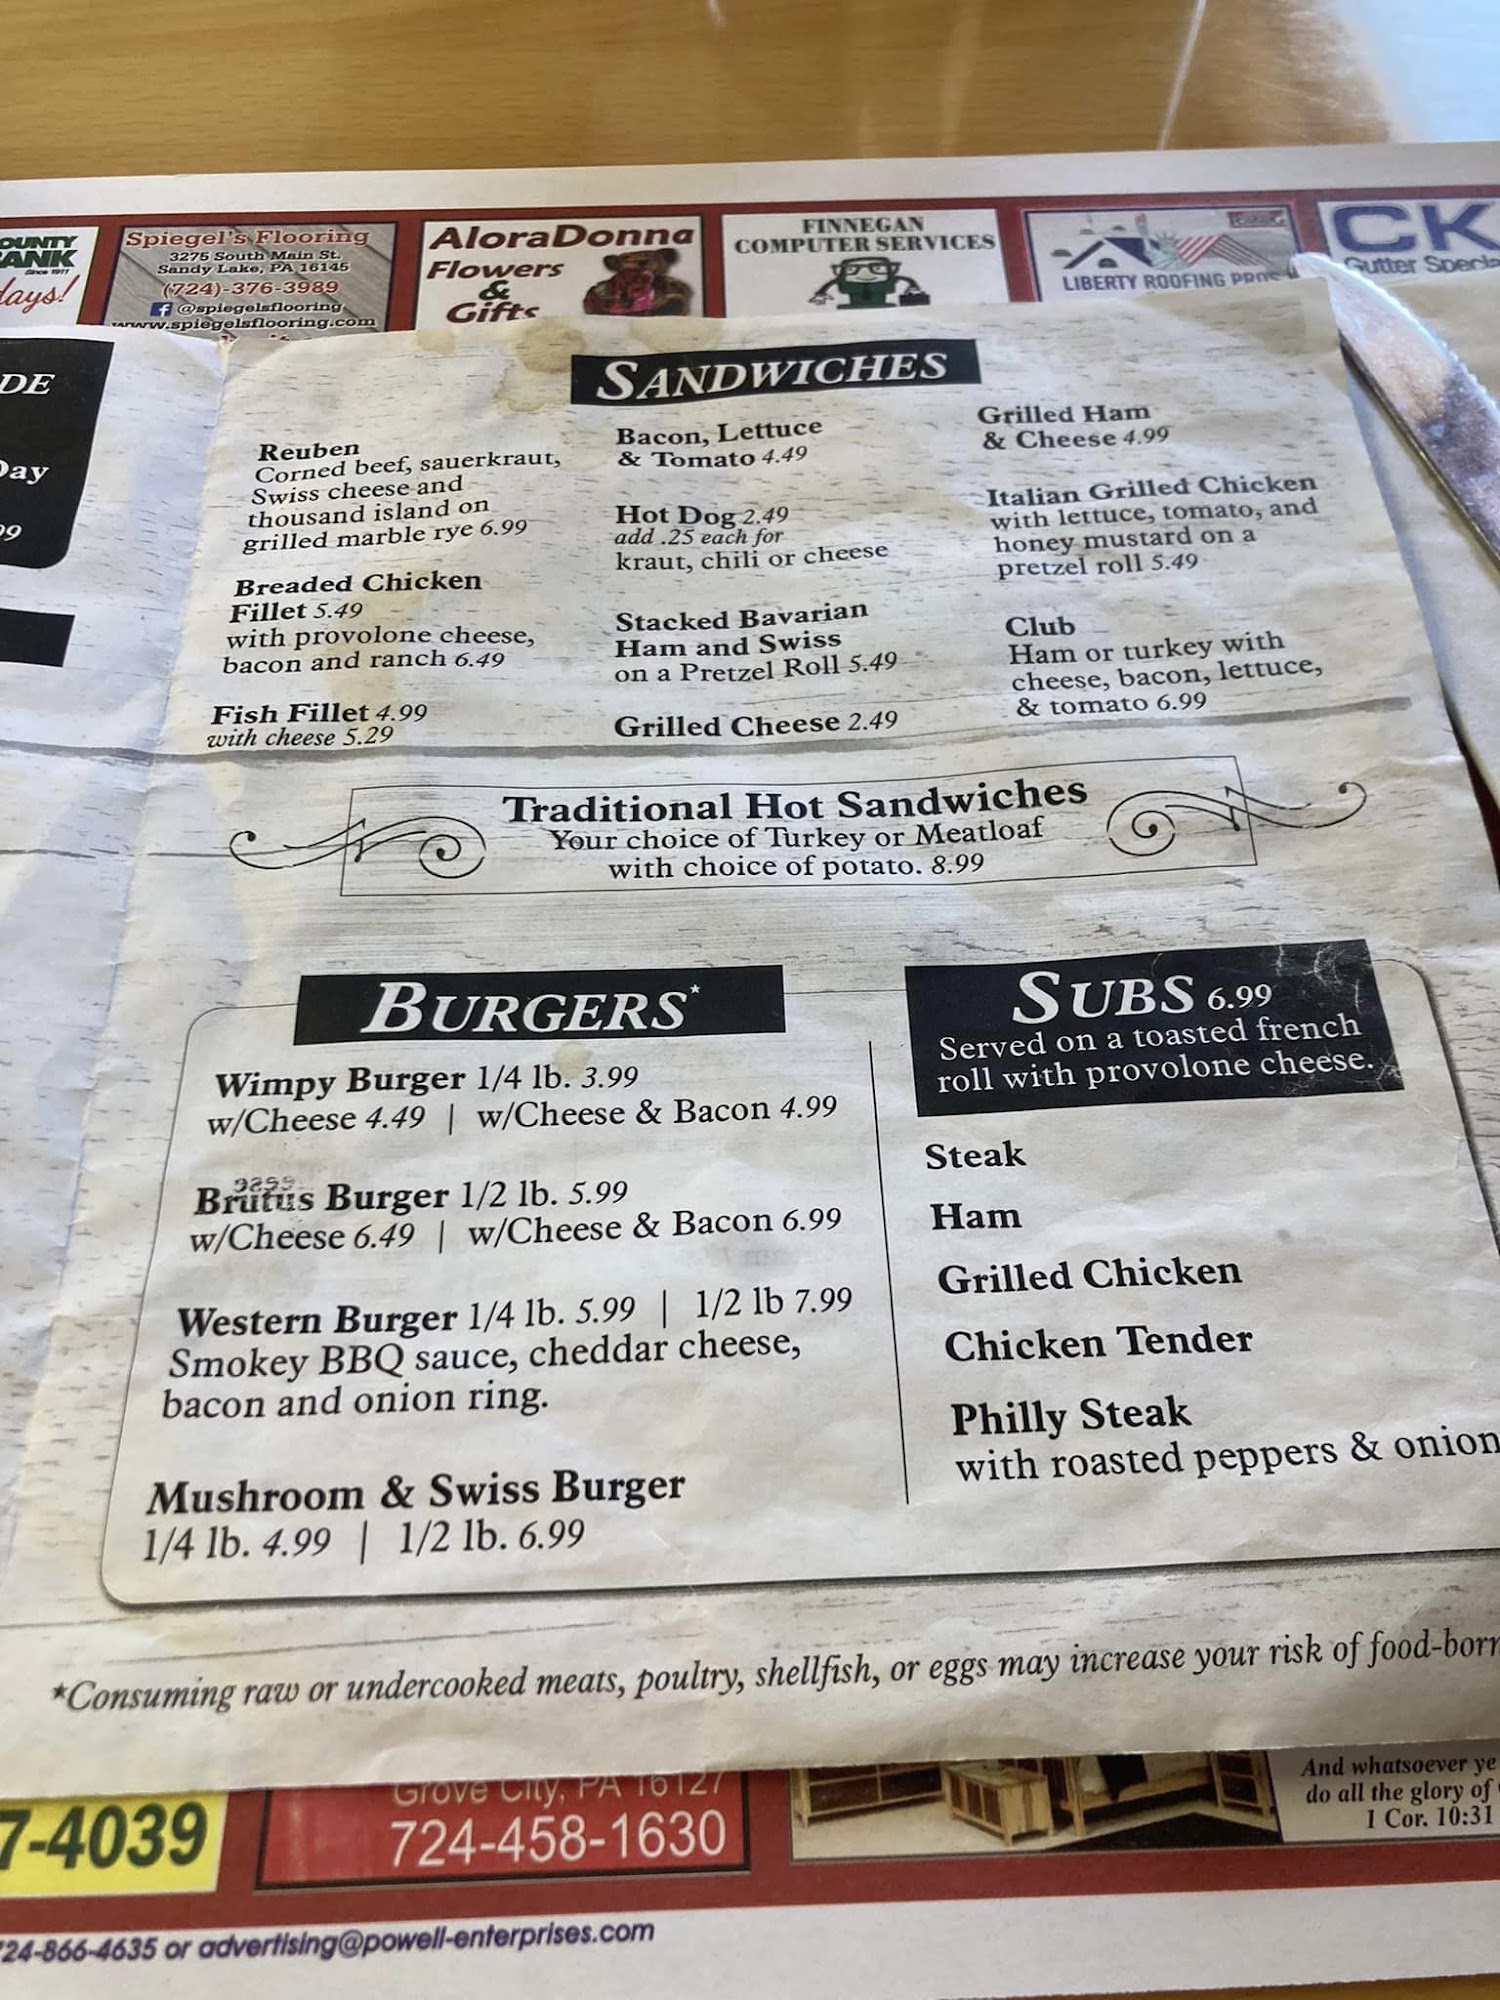 OUNTY
ANK
Since 1911
days!
Spiegel's Flooring
3275 South Main St.
Sandy Lake, PA 16145
(724)-376-3989
@spiegelsflooring
www.spiegelsflooring.com
AloraDonna
Flowers
&
Gifts
FINNEGAN
COMPUTER SERVICES
LIBERTY ROOFING PROS
CK
Gutter Specia
DE
Day
99
SANDWICHES
Reuben
Corned beef, sauerkraut,
Swiss cheese and
thousand island on
grilled marble rye 6.99
Breaded Chicken
Fillet 5.49
with provolone cheese,
bacon and ranch 6.49
Fish Fillet 4.99
with cheese 5.29
Bacon, Lettuce
& Tomato 4.49
Hot Dog 2.49
add .25 each for
kraut, chili or cheese
Stacked Bavarian
Ham and Swiss
on a Pretzel Roll 5.49
Grilled Cheese 2.49
Grilled Ham
& Cheese 4.99
Italian Grilled Chicken
with lettuce, tomato, and
honey mustard on a
pretzel roll 5.49
Club
Ham or turkey with
cheese, bacon, lettuce,
& tomato 6.99
Traditional Hot Sandwiches
Your choice of Turkey or Meatloaf
with choice of potato. 8.99
BURGERS*
Wimpy Burger 1/4 lb. 3.99
w/Cheese 4.49 | w/Cheese & Bacon 4.99
Brutus Burger 1/2 lb. 5.99
w/Cheese 6.49 | w/Cheese & Bacon 6.99
Western Burger 1/4 lb. 5.99 | 1/2 lb 7.99
Smokey BBQ sauce, cheddar cheese,
bacon and onion ring.
Mushroom & Swiss Burger
1/4 lb. 4.99 | 1/2 lb. 6.99
SUBS 6.99
Served on a toasted french
roll with provolone cheese.
Steak
Ham
Grilled Chicken
Chicken Tender
Philly Steak
with roasted peppers & onion
*Consuming raw or undercooked meats, poultry, shellfish, or eggs may increase your risk of food-born
7-4039
Grove City, PA 16127
724-458-1630
And whatsoever ye
do all the glory of
1 Cor. 10:31
724-866-4635 or advertising@powell-enterprises.com